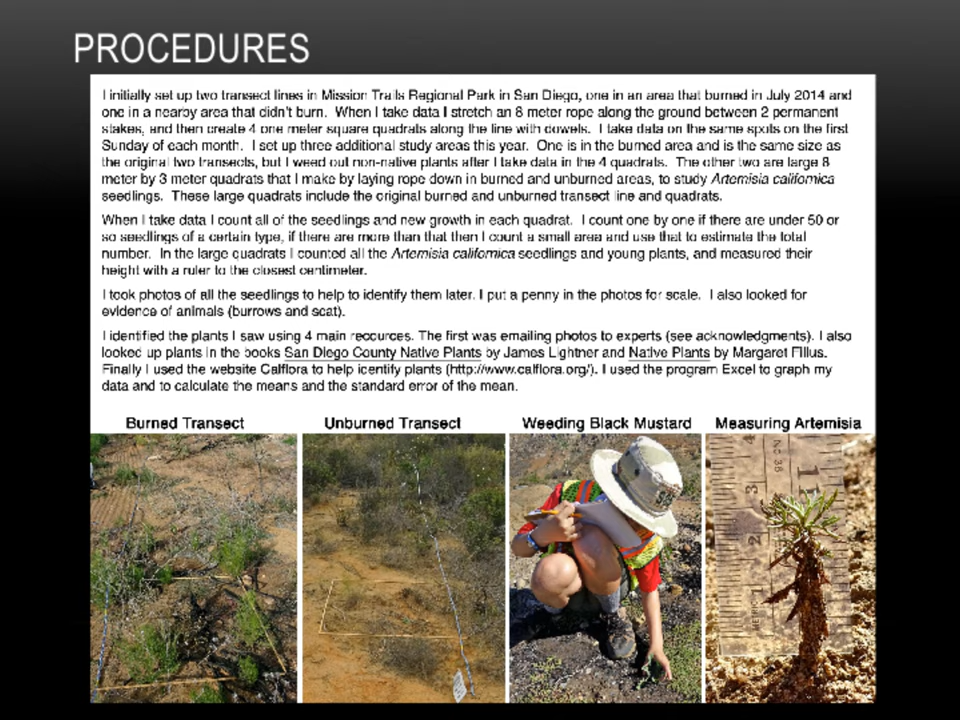 PROCEDURES
I initially set up two transect lines in Mission Trails Regional Park in San Diego, one in an area that burned in July 2014 and
one in a nearby area that didn't burn. When I take data I stretch an 8 meter rope along the ground between 2 permanent
stakes, and then create 4 one meter square quadrats along the line with dowels. I take data on the same spots on the first
Sunday of each month. I set up three additional study areas this year. One is in the burned area and is the same size as
the original two transects, but I weed out non-native plants after I take data in the 4 quadrats. The other two are large 8
meter by 3 meter quadrats that I make by laying rope down in burned and unburned areas, to study Artemisia californica
seedlings. These large quadrats include the original burned and unburned transect line and quadrats.
When I take data I count all of the seedlings and new growth in each quadrat. I count one by one if there are under 50 or
so seedlings of a certain type, if there are more than that then I count a small area and use that to estimate the total
number. In the large quadrats I counted all the Artemisia californica seedlings and young plants, and measured their
height with a ruler to the closest centimeter.
I took photos of all the seedlings to help to identify them later. I put a penny in the photos for scale. I also looked for
evidence of animals (burrows and scat).
I identified the plants I saw using 4 main recources. The first was emailing photos to experts (see acknowledgments). I also
looked up plants in the books San Diego County Native Plants by James Lightner and Native Plants by Margaret Fillus.
Finally I used the website Calflora to help identify plants (http://www.calflora.org/). I used the program Excel to graph my
data and to calculate the means and the standard error of the mean.
Burned Transect Unburned Transect Weeding Black Mustard Measuring Artemisia
No 36
1
3
2